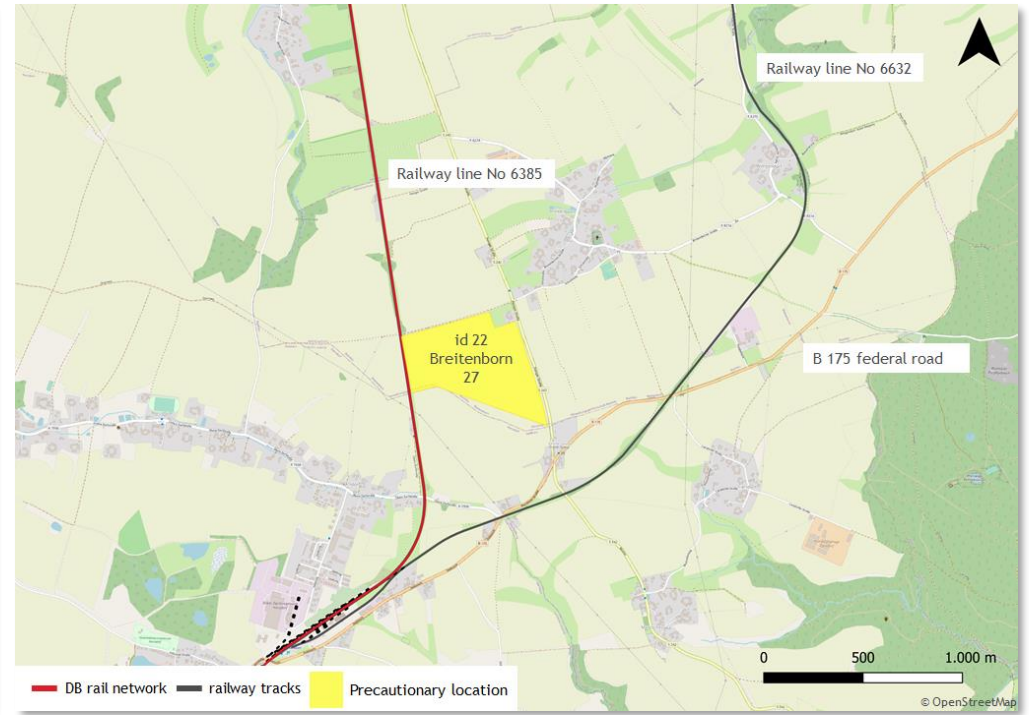 Railway line No 6632
Railway line No 6385
id 22
Breitenborn
27
B 175 federal road
0 500 1.000 m
DB rail network railway tracks Precautionary location
© OpenStreetMap